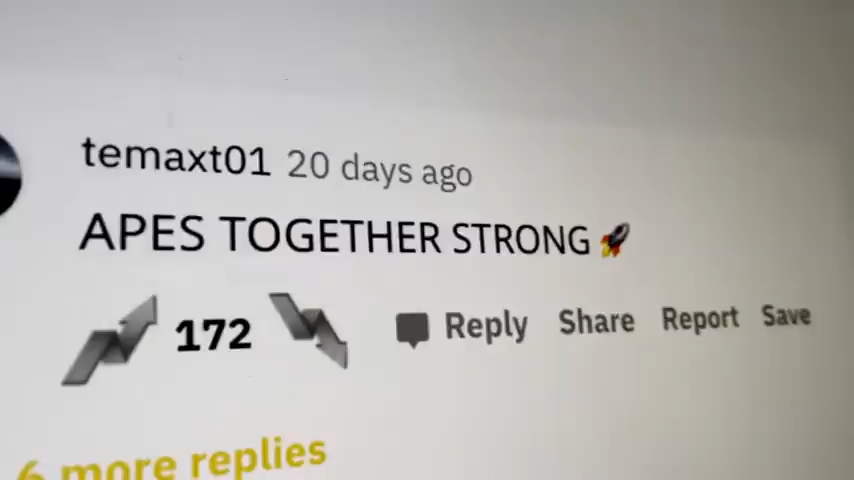 temaxt01 20 days ago
APES TOGETHER STRONG 🚀
172 Reply Share Report Save
6 more replies